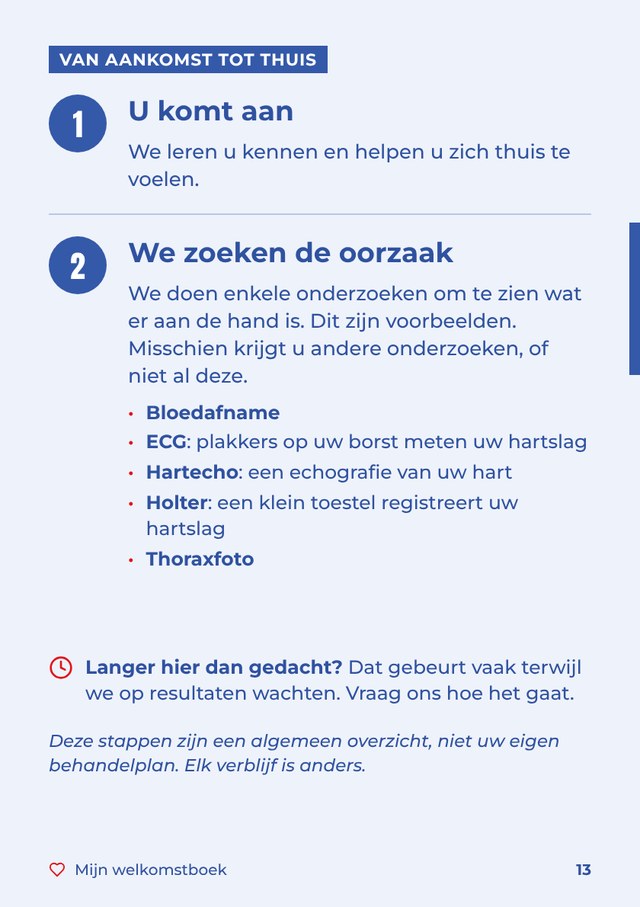 VAN AANKOMST TOT THUIS
1
U komt aan
We leren u kennen en helpen u zich thuis te
voelen.
2
We zoeken de oorzaak
We doen enkele onderzoeken om te zien wat
er aan de hand is. Dit zijn voorbeelden.
Misschien krijgt u andere onderzoeken, of
niet al deze.
• Bloedafname
• ECG: plakkers op uw borst meten uw hartslag
• Hartecho: een echografie van uw hart
• Holter: een klein toestel registreert uw
hartslag
• Thoraxfoto
Langer hier dan gedacht? Dat gebeurt vaak terwijl
we op resultaten wachten. Vraag ons hoe het gaat.
Deze stappen zijn een algemeen overzicht, niet uw eigen
behandelplan. Elk verblijf is anders.
Mijn welkomstboek
13